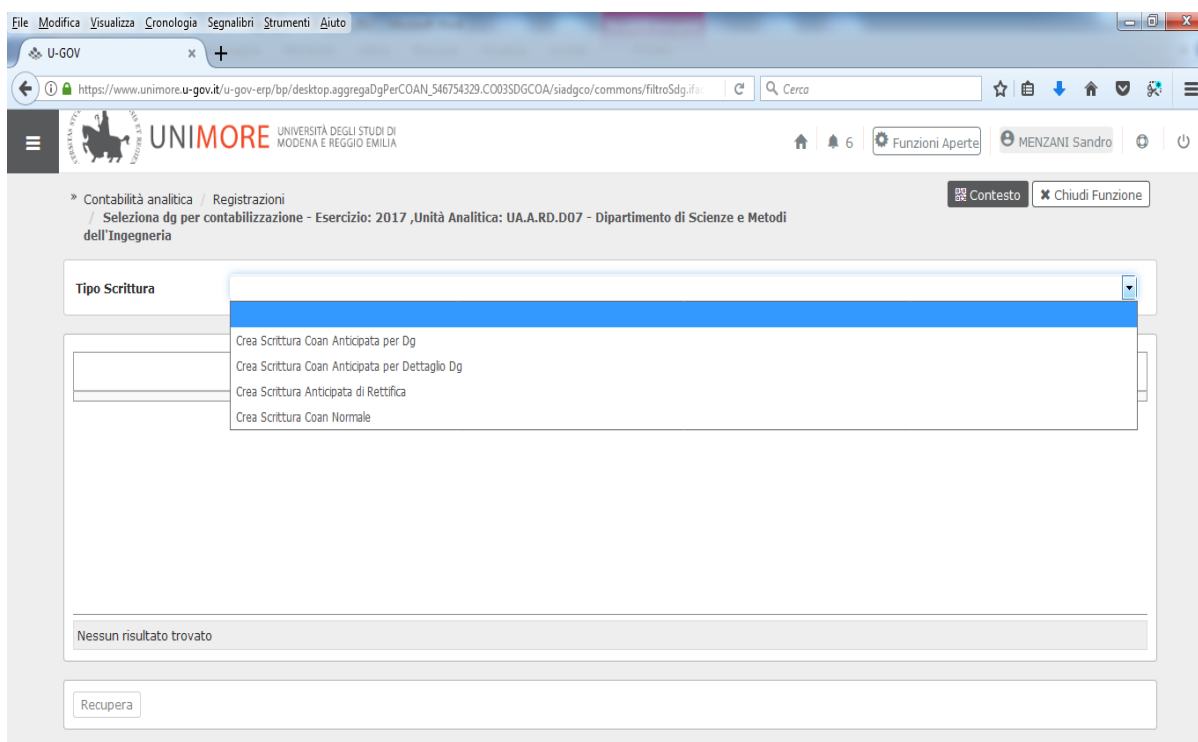 File Modifica Visualizza Cronologia Segnalibri Strumenti Aiuto
U-GOV
https://www.unimore.u-gov.it/u-gov-erp/bp/desktop.aggregaDgPerCOAN_546754329.CO03SDGCOA/siadgco/commons/filtroSdg.ifac
Cerca
UNIMORE UNIVERSITÀ DEGLI STUDI DI
MODENA E REGGIO EMILIA
6 Funzioni Aperte MENZANI Sandro
» Contabilità analitica / Registrazioni
Contesto Chiudi Funzione
/ Seleziona dg per contabilizzazione - Esercizio: 2017 ,Unità Analitica: UA.A.RD.D07 - Dipartimento di Scienze e Metodi
dell'Ingegneria
Tipo Scrittura
Crea Scrittura Coan Anticipata per Dg
Crea Scrittura Coan Anticipata per Dettaglio Dg
Crea Scrittura Anticipata di Rettifica
Crea Scrittura Coan Normale
Nessun risultato trovato
Recupera